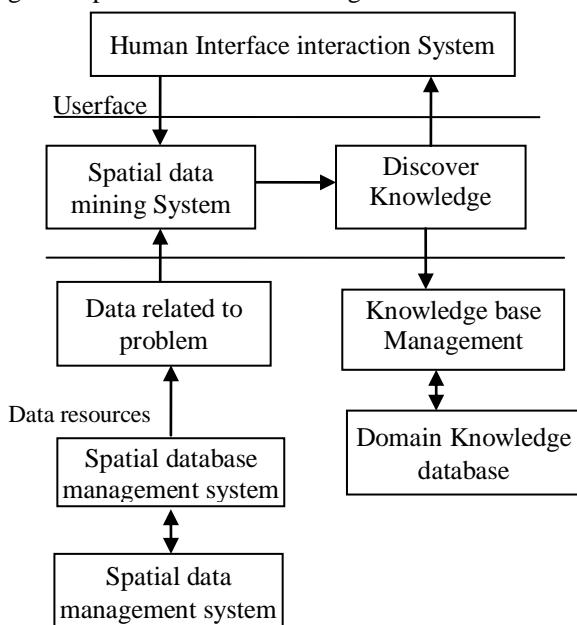 Human Interface interaction System
Userface
Spatial data
mining System
Discover
Knowledge
Data related to
problem
Knowledge base
Management
Data resources
Spatial database
management system
Domain Knowledge
database
Spatial data
management system